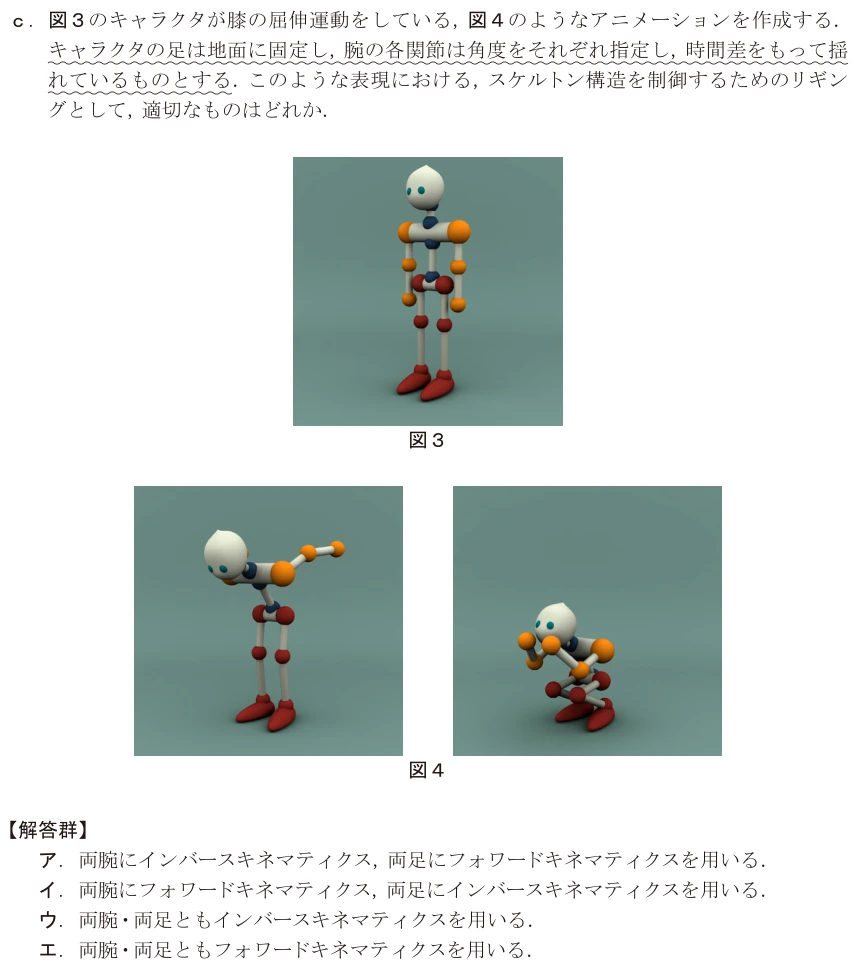 c．図3のキャラクタが膝の屈伸運動をしている，図4のようなアニメーションを作成する．
キャラクタの足は地面に固定し，腕の各関節は角度をそれぞれ指定し，時間差をもって揺
れているものとする．このような表現における，スケルトン構造を制御するためのリギン
グとして，適切なものはどれか．
図3
図4
【解答群】
ア．両腕にインバースキネマティクス，両足にフォワードキネマティクスを用いる．
イ．両腕にフォワードキネマティクス，両足にインバースキネマティクスを用いる．
ウ．両腕・両足ともインバースキネマティクスを用いる．
エ．両腕・両足ともフォワードキネマティクスを用いる．